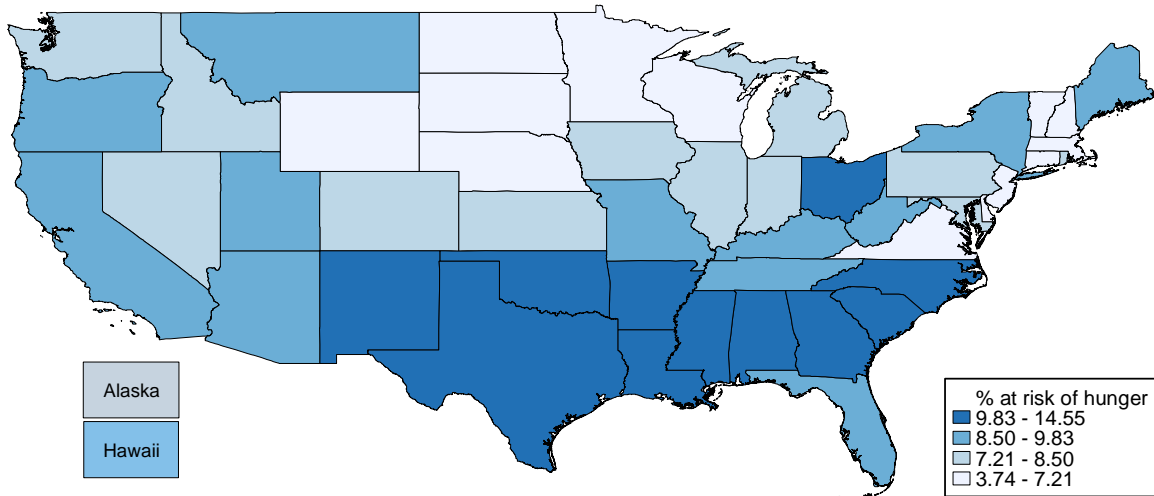 Alaska
Hawaii
% at risk of hunger
9.83 - 14.55
8.50 - 9.83
7.21 - 8.50
3.74 - 7.21